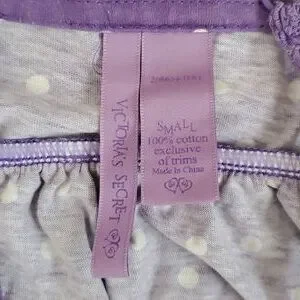 VICTORIA'S SECRET
SMALL
100% cotton
exclusive
of trims
Made in China